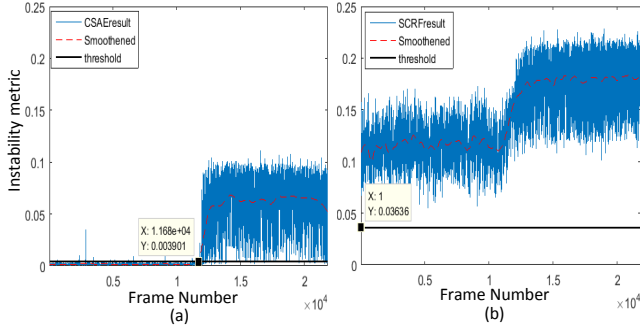 0.25
0.2
0.15
0.1
0.05
0
Instability metric
CSAEresult
Smoothened
threshold
X: 1.168e+04
Y: 0.003901
0.5 1 1.5 2
Frame Number
×10⁴
(a)
0.25
0.2
0.15
0.1
0.05
0
SCRFresult
Smoothened
threshold
X: 1
Y: 0.03636
0.5 1 1.5 2
Frame Number
×10⁴
(b)